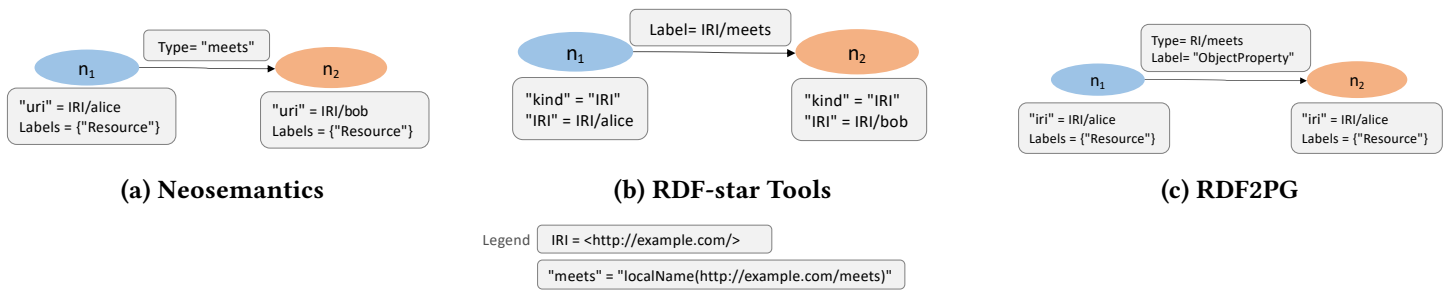 Type= "meets"
n1
n2
"uri" = IRI/alice
Labels = {"Resource"}
"uri" = IRI/bob
Labels = {"Resource"}
(a) Neosemantics
Label= IRI/meets
n1
n2
"kind" = "IRI"
"IRI" = IRI/alice
"kind" = "IRI"
"IRI" = IRI/bob
(b) RDF-star Tools
Type= RI/meets
Label= "ObjectProperty"
n1
n2
"iri" = IRI/alice
Labels = {"Resource"}
"iri" = IRI/alice
Labels = {"Resource"}
(c) RDF2PG
Legend
IRI = <http://example.com/>
"meets" = "localName(http://example.com/meets)"